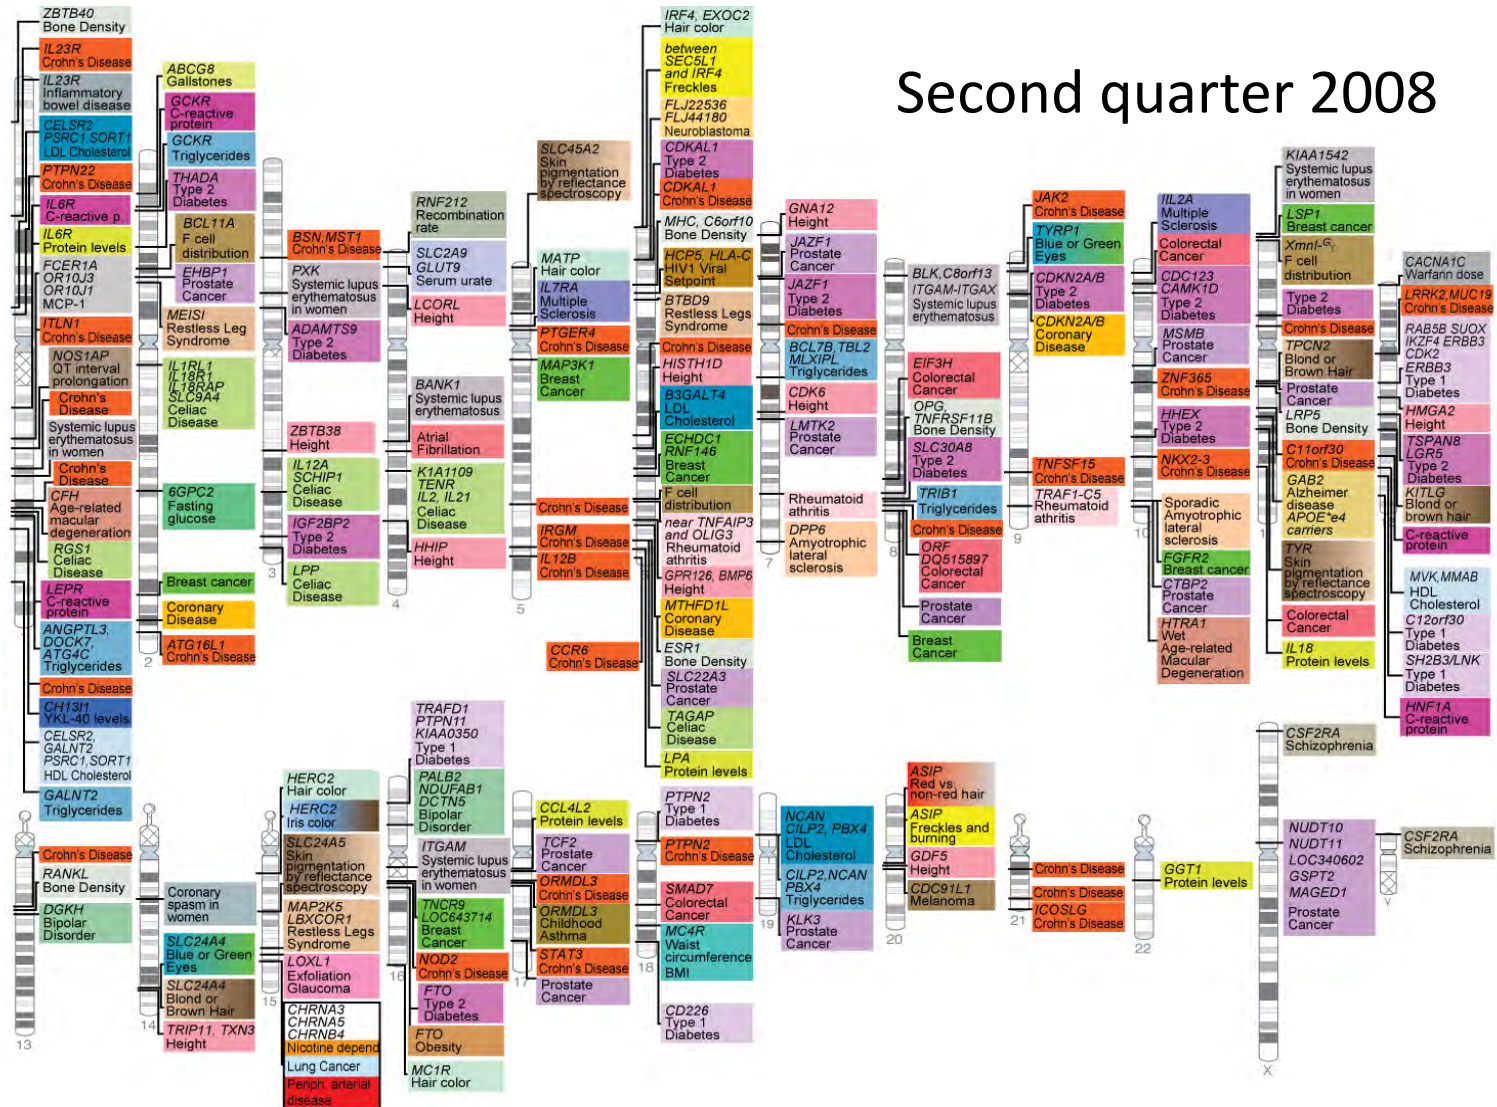 Second quarter 2008
ZBTB40
Bone Density
IL23R
Crohn's Disease
IL23R
Inflammatory
bowel disease
CELSR2
PSRC1,SORT1
LDL Cholesterol
PTPN22
Crohn's Disease
IL6R
C-reactive p.
IL6R
Protein levels
FCER1A
OR10J3
OR10J1
MCP-1
ITLN1
Crohn's Disease
NOS1AP
QT interval
prolongation
Crohn's
Disease
Systemic lupus
erythematosus
in women
Crohn's
Disease
CFH
Age-related
macular
degeneration
RGS1
Celiac
Disease
LEPR
C-reactive
protein
ANGPTL3,
DOCK7,
ATG4C
Triglycerides
Crohn's Disease
CH13I1
YKL-40 levels
CELSR2,
GALNT2
PSRC1,SORT1
HDL Cholesterol
GALNT2
Triglycerides
ABCG8
Gallstones
GCKR
C-reactive
protein
GCKR
Triglycerides
THADA
Type 2
Diabetes
BCL11A
F cell
distribution
EHBP1
Prostate
Cancer
MEISI
Restless Leg
Syndrome
IL1RL1
IL18R1
IL18RAP
SLC9A4
Celiac
Disease
6GPC2
Fasting
glucose
Breast cancer
Coronary
Disease
ATG16L1
Crohn's Disease
2
BSN,MST1
Crohn's Disease
PXK
Systemic lupus
erythematosus
in women
ADAMTS9
Type 2
Diabetes
ZBTB38
Height
IL12A
SCHIP1
Celiac
Disease
IGF2BP2
Type 2
Diabetes
LPP
Celiac
Disease
3
RNF212
Recombination
rate
SLC2A9
GLUT9
Serum urate
LCORL
Height
BANK1
Systemic lupus
erythematosus
Atrial
Fibrillation
K1A1109
TENR
IL2, IL21
Celiac
Disease
HHIP
Height
4
SLC45A2
Skin
pigmentation
by reflectance
spectroscopy
MATP
Hair color
IL7RA
Multiple
Sclerosis
PTGER4
Crohn's Disease
MAP3K1
Breast
Cancer
Crohn's Disease
IRGM
Crohn's Disease
IL12B
Crohn's Disease
5
CCR6
Crohn's Disease
IRF4, EXOC2
Hair color
between
SEC5L1
and IRF4
Freckles
FLJ22536
FLJ44180
Neuroblastoma
CDKAL1
Type 2
Diabetes
CDKAL1
Crohn's Disease
MHC, C6orf10
Bone Density
HCP5, HLA-C
HIV1 Viral
Setpoint
BTBD9
Restless Legs
Syndrome
Crohn's Disease
HISTH1D
Height
B3GALT4
LDL
Cholesterol
ECHDC1
RNF146
Breast
Cancer
F cell
distribution
near TNFAIP3
and OLIG3
Rheumatoid
athritis
GPR126, BMP6
Height
MTHFD1L
Coronary
Disease
ESR1
Bone Density
SLC22A3
Prostate
Cancer
TAGAP
Celiac
Disease
LPA
Protein levels
GNA12
Height
JAZF1
Prostate
Cancer
JAZF1
Type 2
Diabetes
Crohn's Disease
BCL7B,TBL2
MLXIPL
Triglycerides
CDK6
Height
LMTK2
Prostate
Cancer
Rheumatoid
athritis
DPP6
Amyotrophic
lateral
sclerosis
7
BLK,C8orf13
ITGAM-ITGAX
Systemic lupus
erythematosus
EIF3H
Colorectal
Cancer
OPG,
TNFRSF11B
Bone Density
SLC30A8
Type 2
Diabetes
TRIB1
Triglycerides
Crohn's Disease
ORF
DQ515897
Colorectal
Cancer
Prostate
Cancer
Breast
Cancer
8
JAK2
Crohn's Disease
TYRP1
Blue or Green
Eyes
CDKN2A/B
Type 2
Diabetes
CDKN2A/B
Coronary
Disease
TNFSF15
Crohn's Disease
TRAF1-C5
Rheumatoid
athritis
9
IIL2A
Multiple
Sclerosis
Colorectal
Cancer
CDC123
CAMK1D
Type 2
Diabetes
MSMB
Prostate
Cancer
ZNF365
Crohn's Disease
HHEX
Type 2
Diabetes
NKX2-3
Crohn's Disease
Sporadic
Amyotrophic
lateral
sclerosis
FGFR2
Breast cancer
CTBP2
Prostate
Cancer
HTRA1
Wet
Age-related
Macular
Degeneration
10
KIAA1542
Systemic lupus
erythematosus
in women
LSP1
Breast cancer
XmnI-Gγ
F cell
distribution
Type 2
Diabetes
Crohn's Disease
TPCN2
Blond or
Brown Hair
Prostate
Cancer
LRP5
Bone Density
C11orf30
Crohn's Disease
GAB2
Alzheimer
disease
APOE*e4
carriers
TYR
Skin
pigmentation
by reflectance
spectroscopy
Colorectal
Cancer
IL18
Protein levels
CACNA1C
Warfarin dose
LRRK2,MUC19
Crohn's Disease
RAB5B SUOX
IKZF4 ERBB3
CDK2
ERBB3
Type 1
Diabetes
HMGA2
Height
TSPAN8
LGR5
Type 2
Diabetes
KITLG
Blond or
brown hair
C-reactive
protein
MVK,MMAB
HDL
Cholesterol
C12orf30
Type 1
Diabetes
SH2B3/LNK
Type 1
Diabetes
HNF1A
C-reactive
protein
Crohn's Disease
RANKL
Bone Density
DGKH
Bipolar
Disorder
13
Coronary
spasm in
women
SLC24A4
Blue or Green
Eyes
SLC24A4
Blond or
Brown Hair
TRIP11, TXN3
Height
14
HERC2
Hair color
HERC2
Iris color
SLC24A5
Skin
pigmentation
by reflectance
spectroscopy
MAP2K5
LBXCOR1
Restless Legs
Syndrome
LOXL1
Exfoliation
Glaucoma
CHRNA3
CHRNA5
CHRNB4
Nicotine depend
Lung Cancer
Periph. arterial
disease
15
TRAFD1
PTPN11
KIAA0350
Type 1
Diabetes
PALB2
NDUFAB1
DCTN5
Bipolar
Disorder
ITGAM
Systemic lupus
erythematosus
in women
TNCR9
LOC643714
Breast
Cancer
NOD2
Crohn's Disease
FTO
Type 2
Diabetes
FTO
Obesity
MC1R
Hair color
16
CCL4L2
Protein levels
TCF2
Prostate
Cancer
ORMDL3
Crohn's Disease
ORMDL3
Childhood
Asthma
STAT3
Crohn's Disease
Prostate
Cancer
17
PTPN2
Type 1
Diabetes
PTPN2
Crohn's Disease
SMAD7
Colorectal
Cancer
MC4R
Waist
circumference
BMI
CD226
Type 1
Diabetes
18
NCAN
CILP2, PBX4
LDL
Cholesterol
CILP2,NCAN
PBX4
Triglycerides
KLK3
Prostate
Cancer
19
ASIP
Red vs.
non-red hair
ASIP
Freckles and
burning
GDF5
Height
CDC91L1
Melanoma
20
Crohn's Disease
Crohn's Disease
ICOSLG
Crohn's Disease
21
GGT1
Protein levels
22
CSF2RA
Schizophrenia
NUDT10
NUDT11
LOC340602
GSPT2
MAGED1
Prostate
Cancer
X
CSF2RA
Schizophrenia
Y